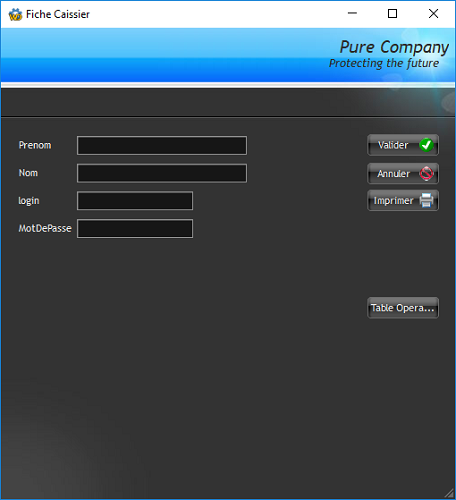 Fiche Caissier
Pure Company
Protecting the future
Prenom
Valider
Nom
Annuler
login
Imprimer
MotDePasse
Table Opera...